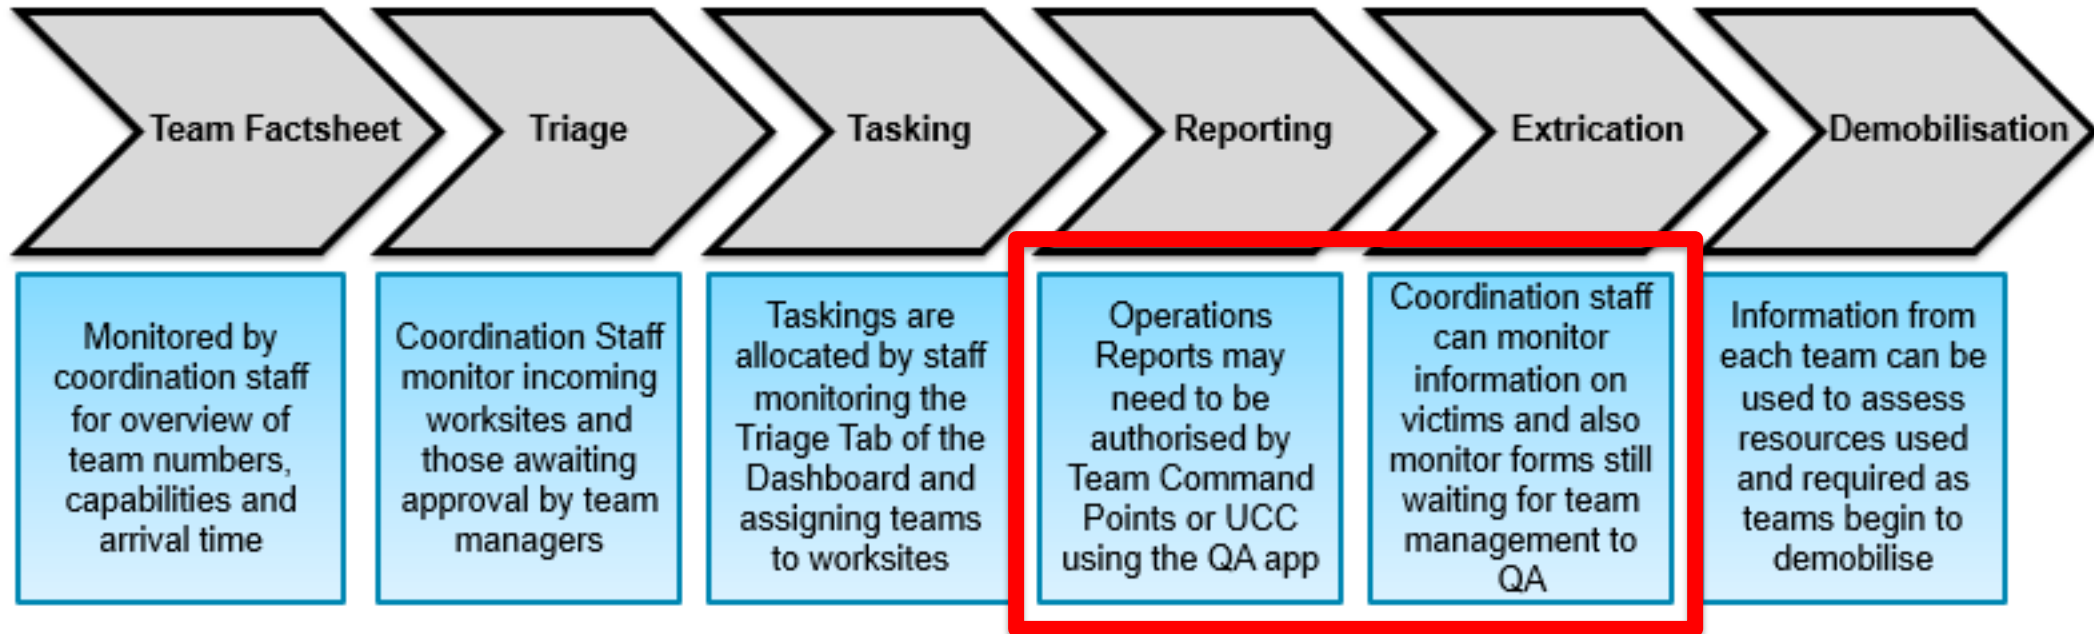 Team Factsheet
Triage
Tasking
Reporting
Extrication
Demobilisation
Monitored by
coordination staff
for overview of
team numbers,
capabilities and
arrival time
Coordination Staff
monitor incoming
worksites and
those awaiting
approval by team
managers
Taskings are
allocated by staff
monitoring the
Triage Tab of the
Dashboard and
assigning teams
to worksites
Operations
Reports may
need to be
authorised by
Team Command
Points or UCC
using the QA app
Coordination staff
can monitor
information on
victims and also
monitor forms still
waiting for team
management to
QA
Information from
each team can be
used to assess
resources used
and required as
teams begin to
demobilise